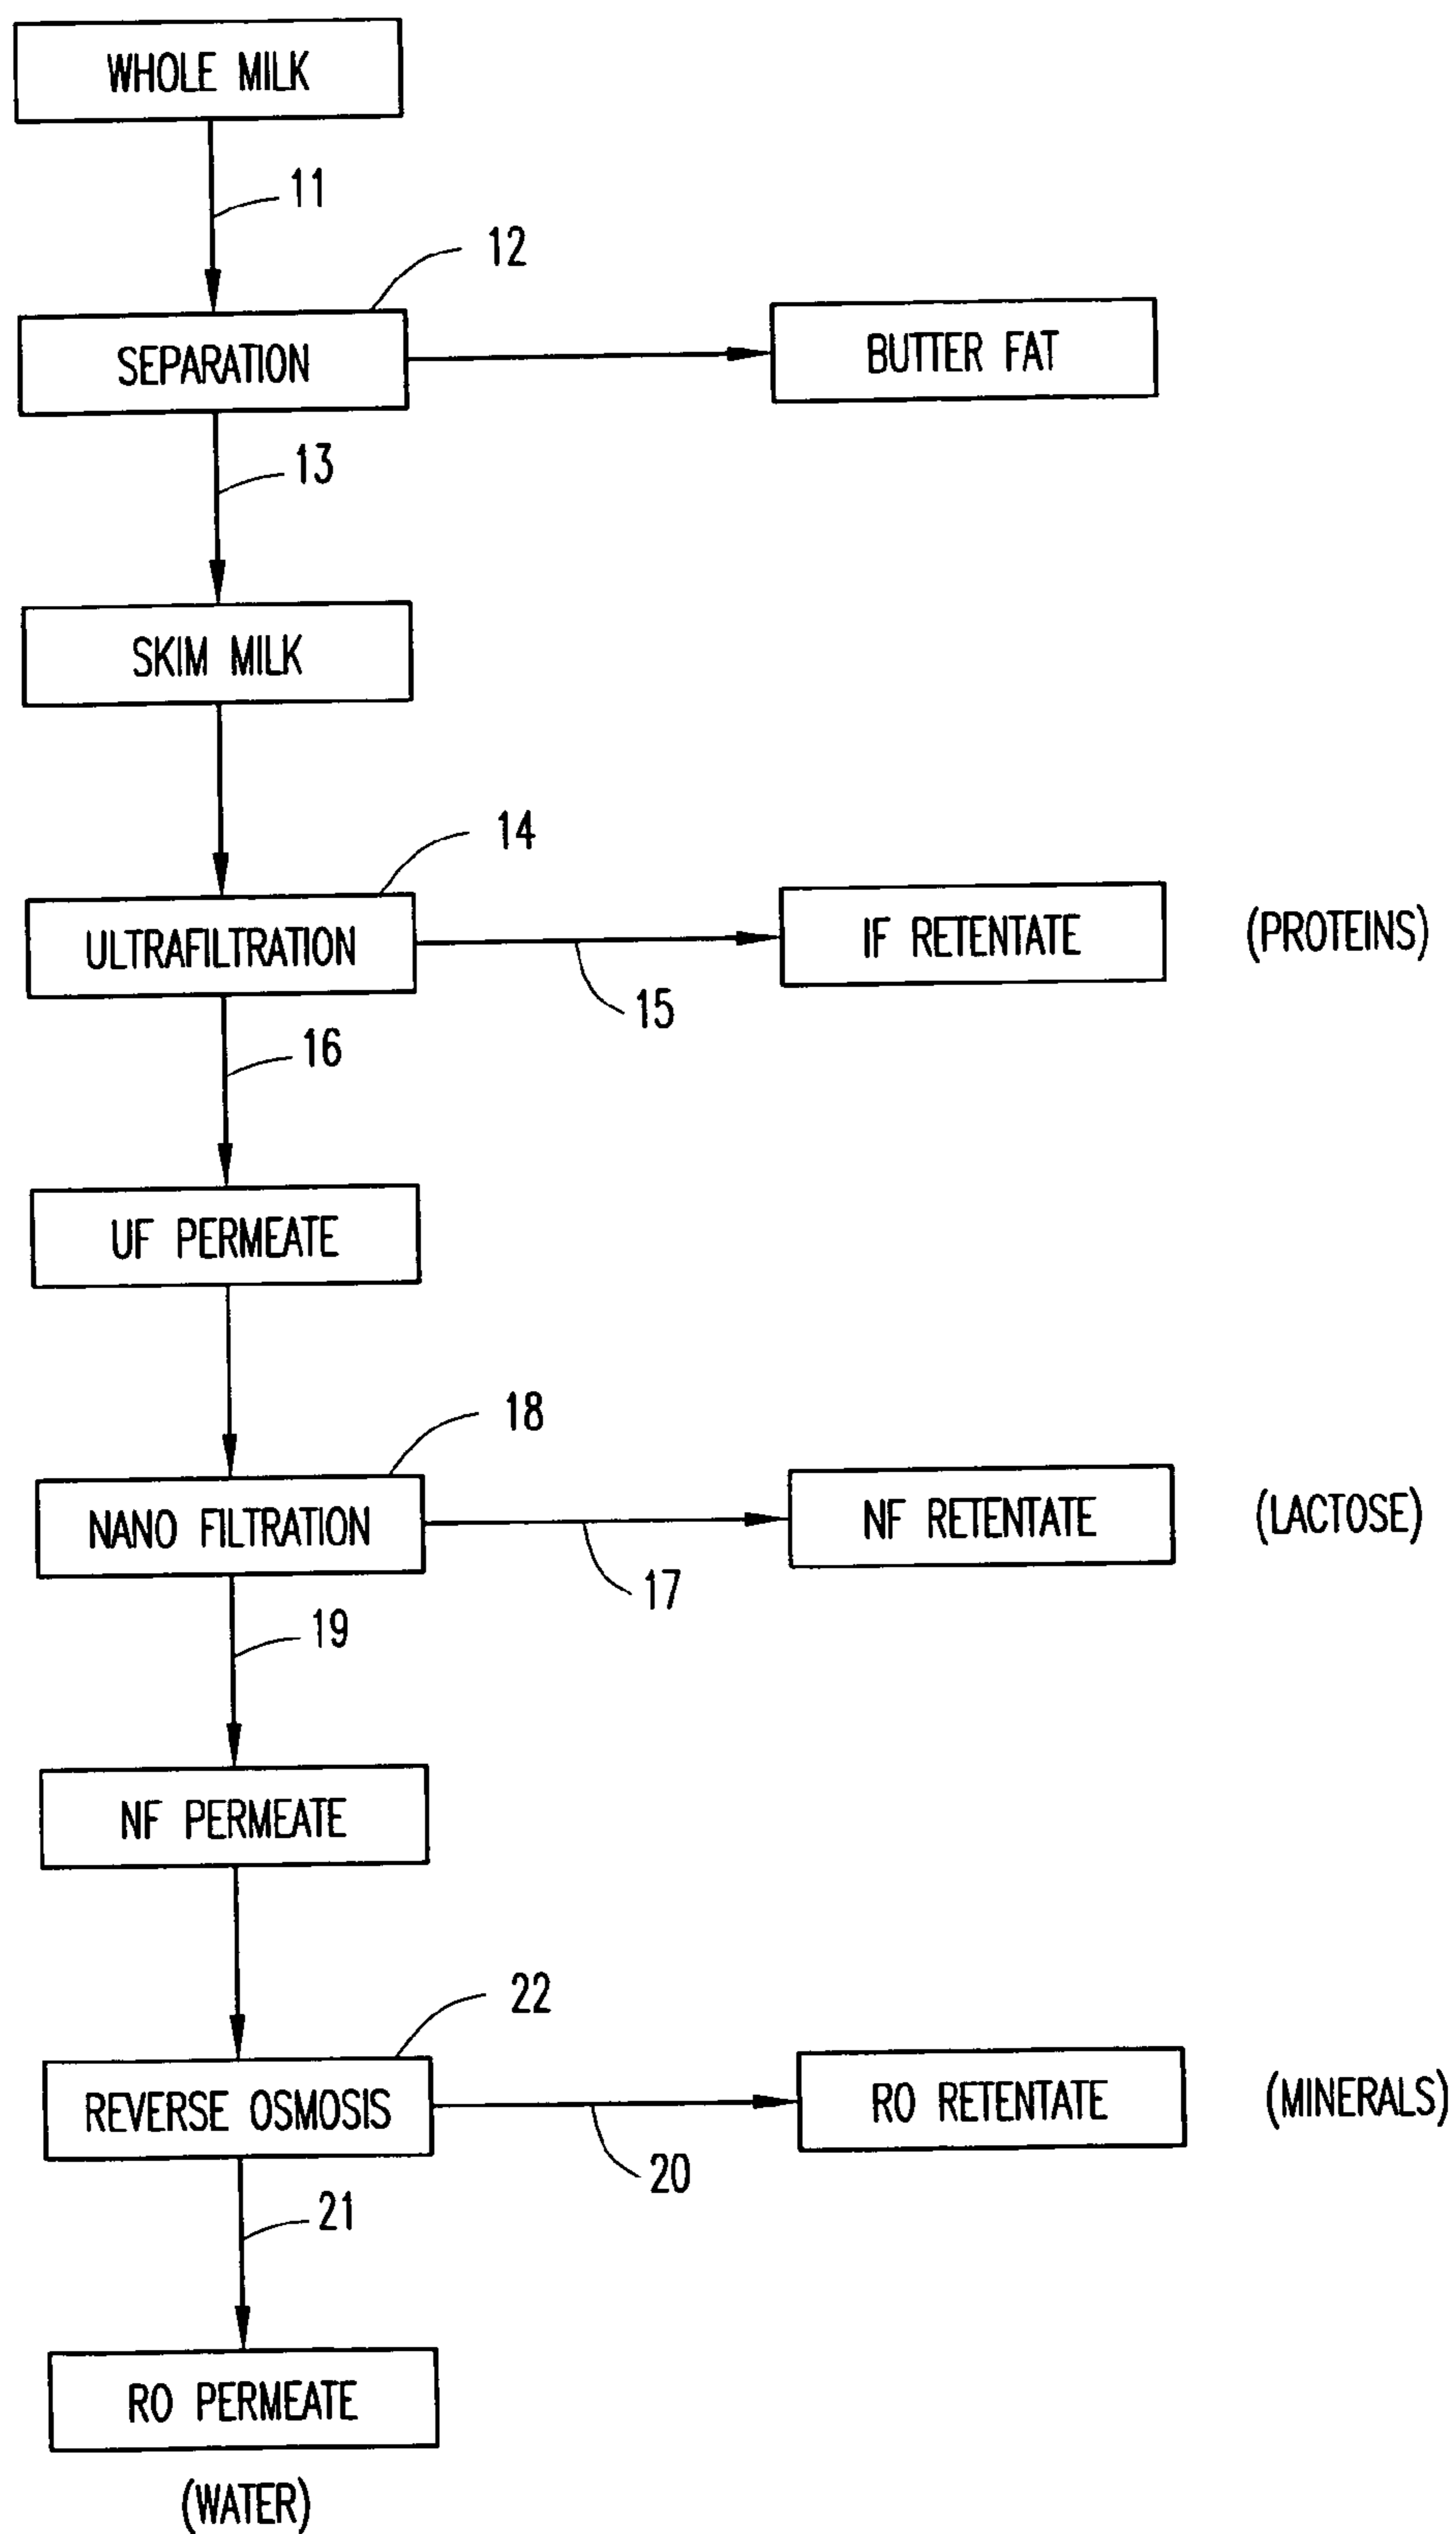 WHOLE MILK
11
12
SEPARATION
BUTTER FAT
13
SKIM MILK
14
ULTRAFILTRATION
IF RETENTATE
(PROTEINS)
15
16
UF PERMEATE
18
NANO FILTRATION
NF RETENTATE
(LACTOSE)
17
19
NF PERMEATE
22
REVERSE OSMOSIS
RO RETENTATE
(MINERALS)
20
21
RO PERMEATE
(WATER)